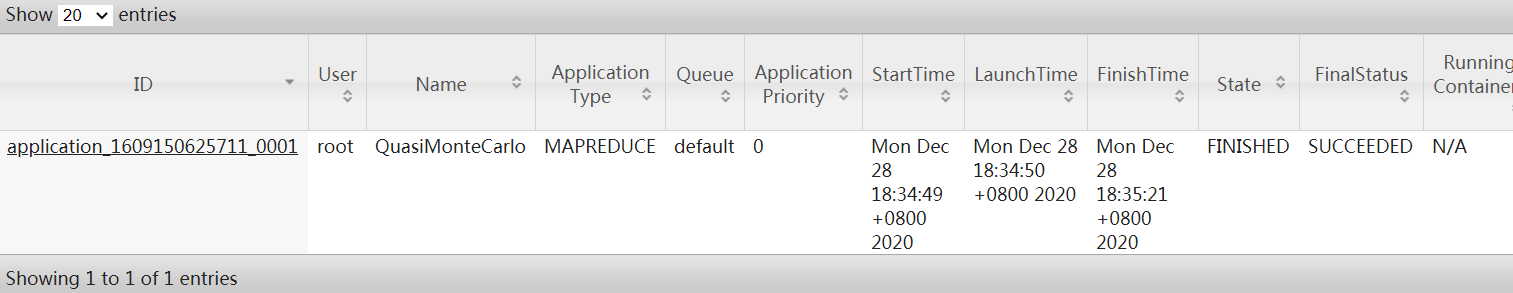 Show 20 entries
ID
User
Name
Application
Type
Queue
Application
Priority
StartTime
LaunchTime
FinishTime
State
FinalStatus
Running
Container
application_1609150625711_0001
root
QuasiMonteCarlo
MAPREDUCE
default
0
Mon Dec
28
18:34:49
+0800
2020
Mon Dec 28
18:34:50
+0800 2020
Mon Dec
28
18:35:21
+0800
2020
FINISHED
SUCCEEDED
N/A
Showing 1 to 1 of 1 entries